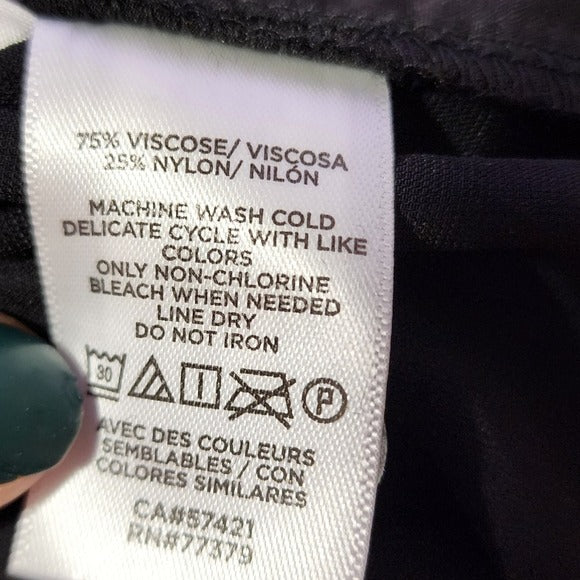 75% VISCOSE/ VISCOSA
25% NYLON/ NILÓN
MACHINE WASH COLD
DELICATE CYCLE WITH LIKE
COLORS
ONLY NON-CHLORINE
BLEACH WHEN NEEDED
LINE DRY
DO NOT IRON
30 P
AVEC DES COULEURS
SEMBLABLES / CON
COLORES SIMILARES
CA#57421
RN#77379